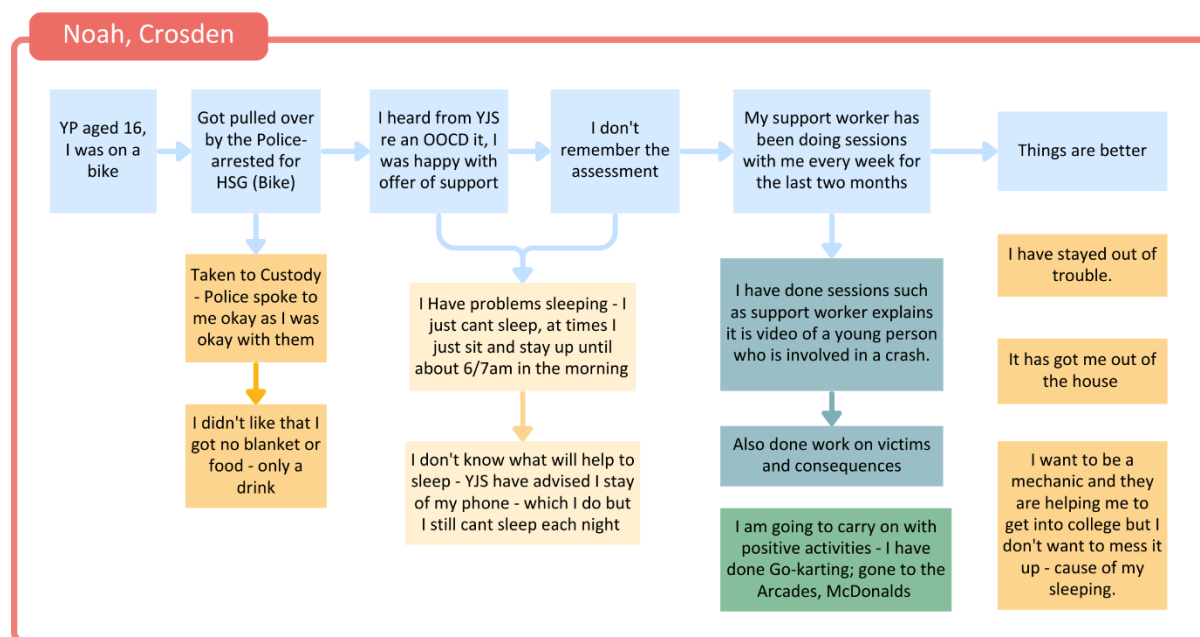 Noah, Crosden
YP aged 16,
I was on a
bike
Got pulled over
by the Police-
arrested for
HSG (Bike)
I heard from YJS
re an OOCD it, I
was happy with
offer of support
I don't
remember the
assessment
My support worker has
been doing sessions
with me every week for
the last two months
Things are better
Taken to Custody
- Police spoke to
me okay as I was
okay with them
I didn't like that I
got no blanket or
food - only a
drink
I Have problems sleeping - I
just cant sleep, at times I
just sit and stay up until
about 6/7am in the morning
I don't know what will help to
sleep - YJS have advised I stay
of my phone - which I do but
I still cant sleep each night
I have done sessions such
as support worker explains
it is video of a young person
who is involved in a crash.
Also done work on victims
and consequences
I am going to carry on with
positive activities - I have
done Go-karting; gone to the
Arcades, McDonalds
I have stayed out of
trouble.
It has got me out of
the house
I want to be a
mechanic and they
are helping me to
get into college but I
don't want to mess it
up - cause of my
sleeping.